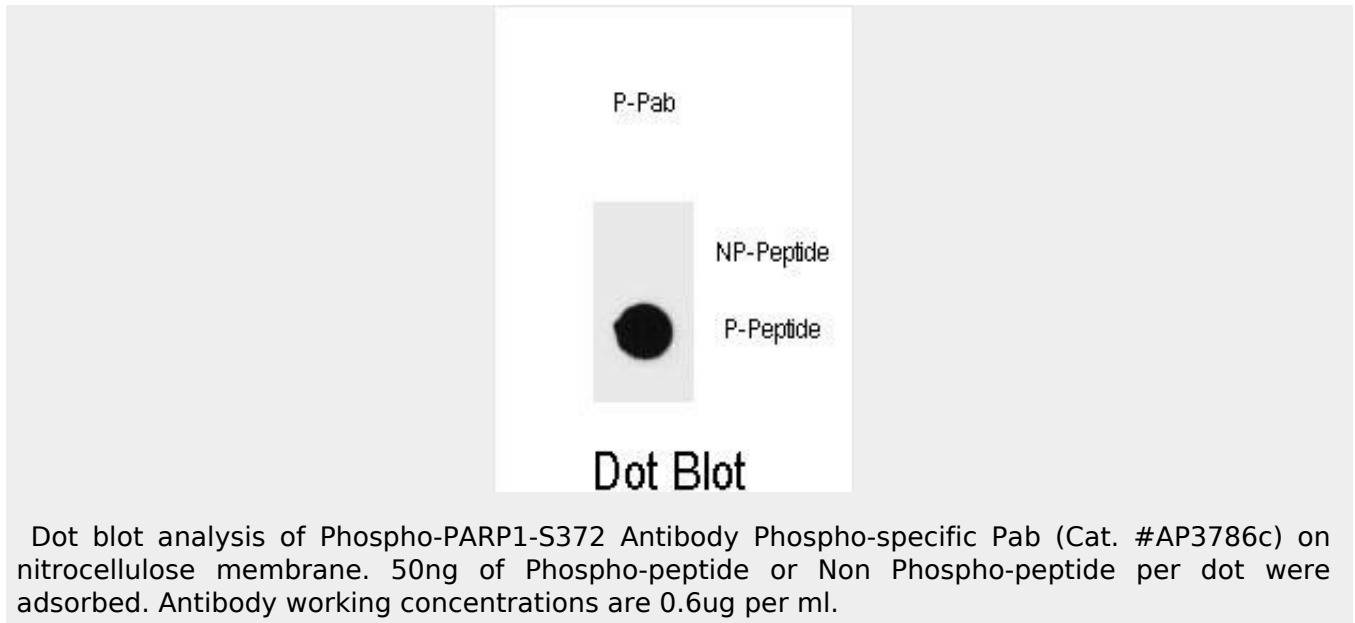 P-Pab
NP-Peptide
P-Peptide
Dot Blot
Dot blot analysis of Phospho-PARP1-S372 Antibody Phospho-specific Pab (Cat. #AP3786c) on
nitrocellulose membrane. 50ng of Phospho-peptide or Non Phospho-peptide per dot were
adsorbed. Antibody working concentrations are 0.6ug per ml.